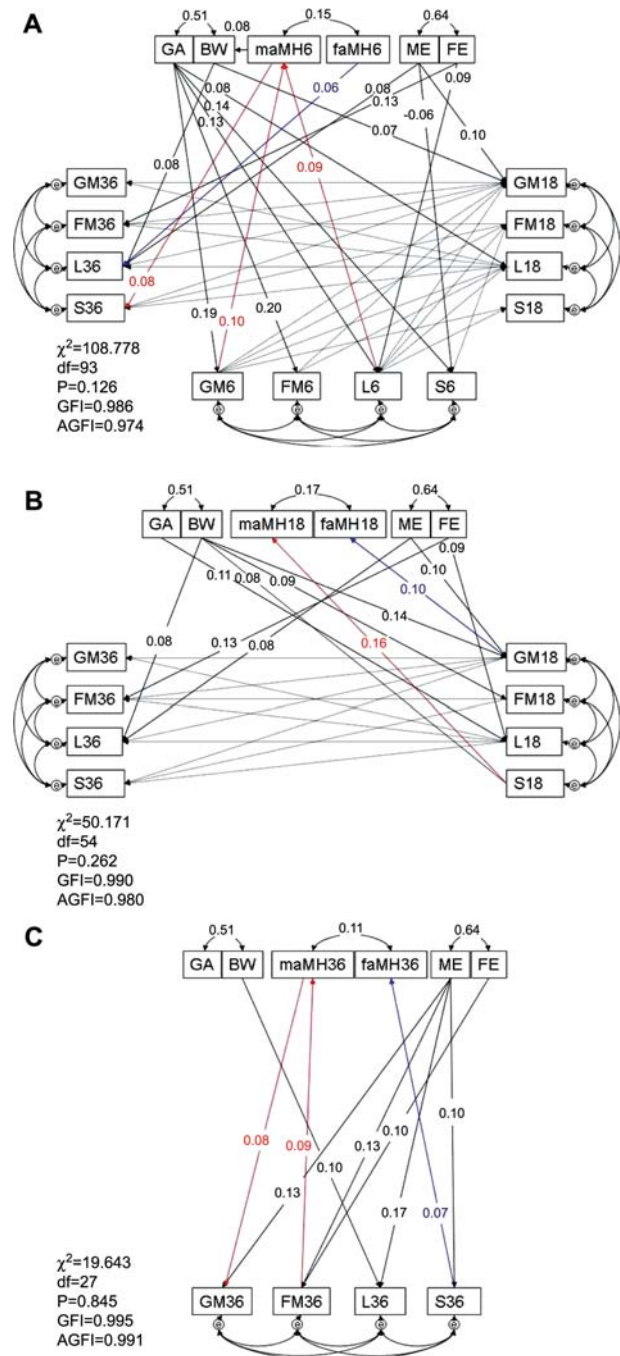 A
0.51
0.15
0.64
0.08
GA BW maMH6 faMH6 ME FE
0.08
0.06
0.08
0.09
0.14
0.13
0.13
-0.06
0.10
0.07
0.08
0.09
GM36
GM18
FM36
FM18
L36
L18
0.08
S36
S18
0.19
0.10
0.20
χ²=108.778
df=93
P=0.126
GFI=0.986
AGFI=0.974
GM6 FM6 L6 S6
e e e e
e e e e
e e e e
B
0.51
0.17
0.64
GA BW maMH18 faMH18 ME FE
0.09
0.11
0.08
0.09
0.10
0.10
0.14
0.08
0.13
0.08
0.16
GM36
GM18
FM36
FM18
L36
L18
S36
S18
e e e e
e e e e
χ²=50.171
df=54
P=0.262
GFI=0.990
AGFI=0.980
C
0.51
0.11
0.64
GA BW maMH36 faMH36 ME FE
0.10
0.08
0.09
0.13
0.10
0.10
0.13
0.17
0.07
χ²=19.643
df=27
P=0.845
GFI=0.995
AGFI=0.991
GM36 FM36 L36 S36
e e e e